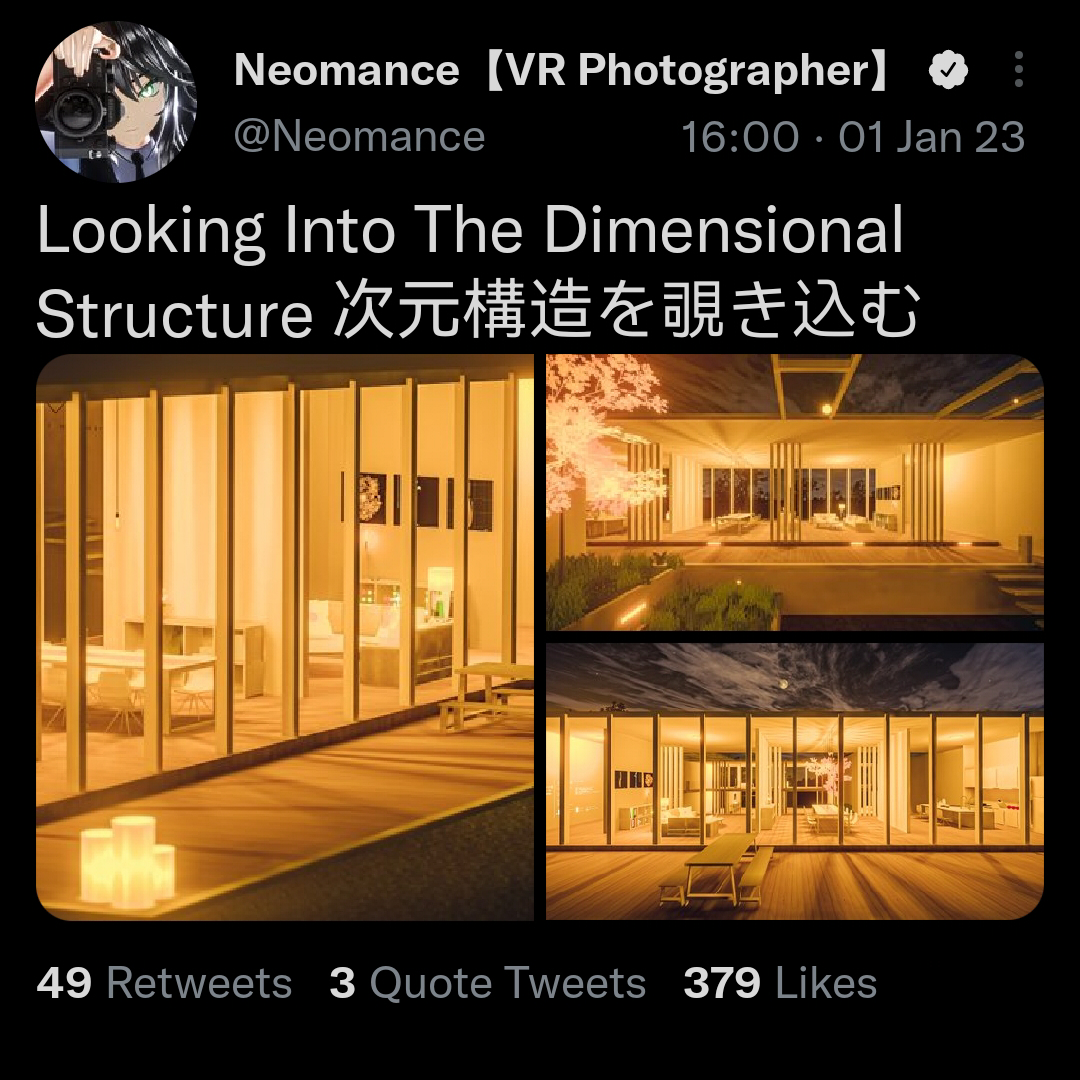 Neomance【VR Photographer】
@Neomance
16:00 · 01 Jan 23
Looking Into The Dimensional
Structure 次元構造を覗き込む
49 Retweets 3 Quote Tweets 379 Likes